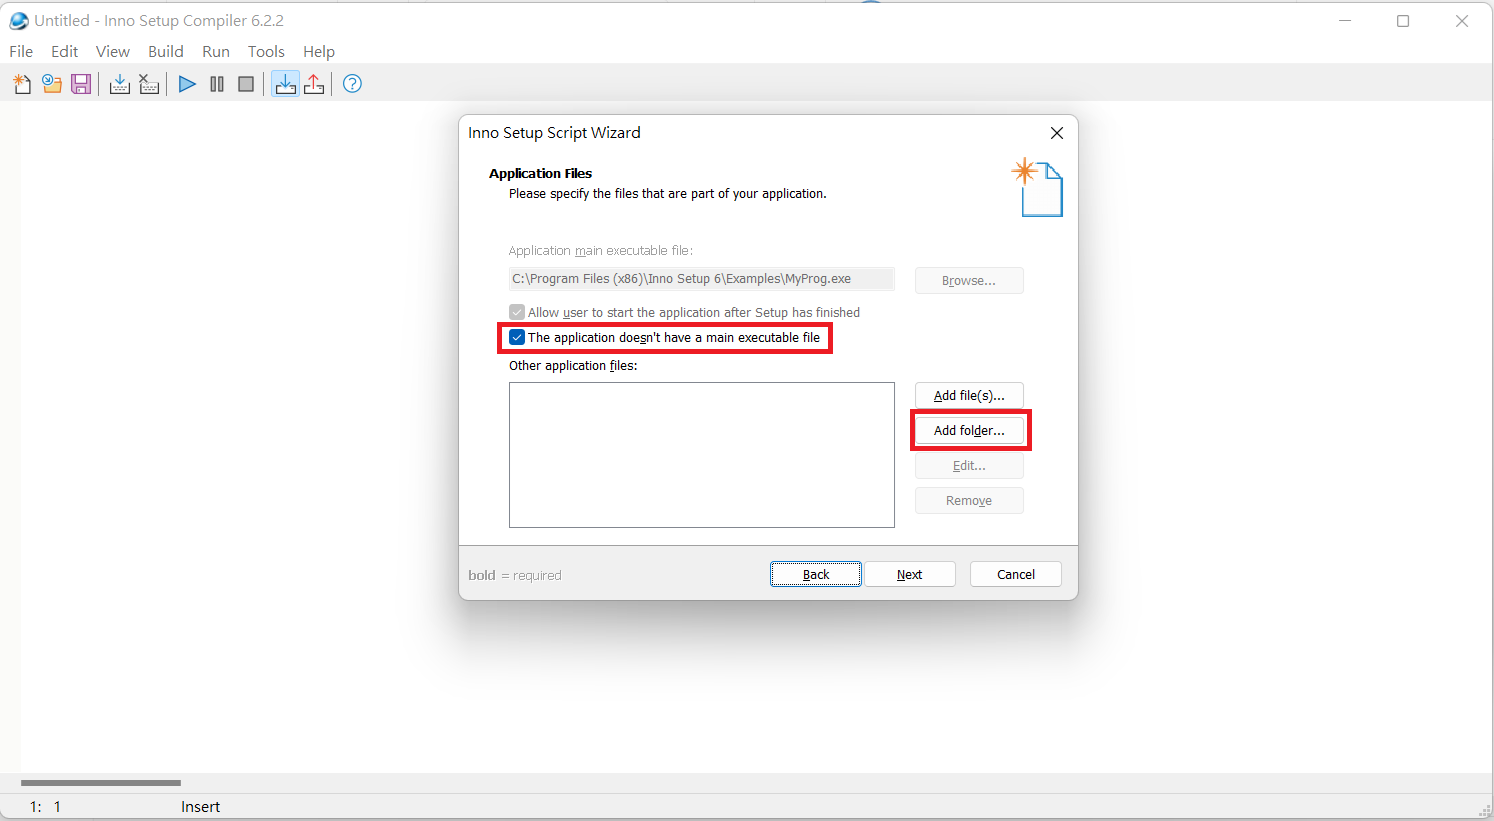 Untitled - Inno Setup Compiler 6.2.2
File Edit View Build Run Tools Help
Inno Setup Script Wizard
Application Files
Please specify the files that are part of your application.
Application main executable file:
C:\Program Files (x86)\Inno Setup 6\Examples\MyProg.exe
Browse...
Allow user to start the application after Setup has finished
The application doesn't have a main executable file
Other application files:
Add file(s)...
Add folder...
Edit...
Remove
bold = required
Back Next Cancel
1: 1 Insert